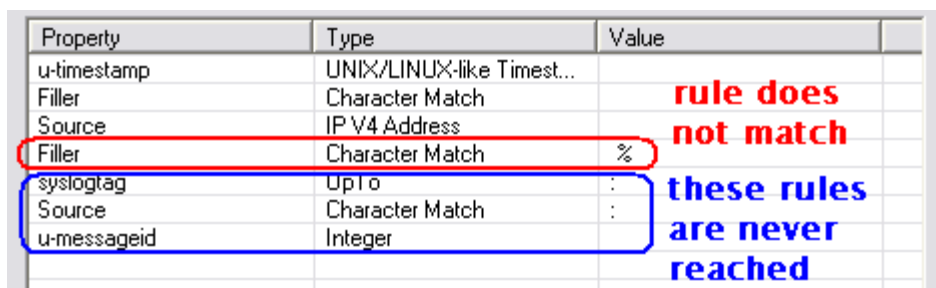 Property Type Value
u-timestamp UNIX/LINUX-like Timest...
Filler Character Match
Source IP V4 Address
Filler Character Match %
syslogtag UpTo :
Source Character Match :
u-messageid Integer
rule does
not match
these rules
are never
reached